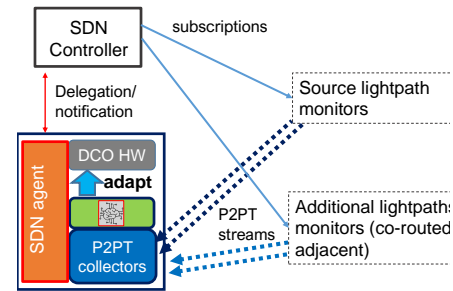 SDN
Controller
subscriptions
Delegation/
notification
Source lightpath
monitors
DCO HW
adapt
SDN agent
P2PT
collectors
P2PT
streams
Additional lightpaths
monitors (co-routed
adjacent)